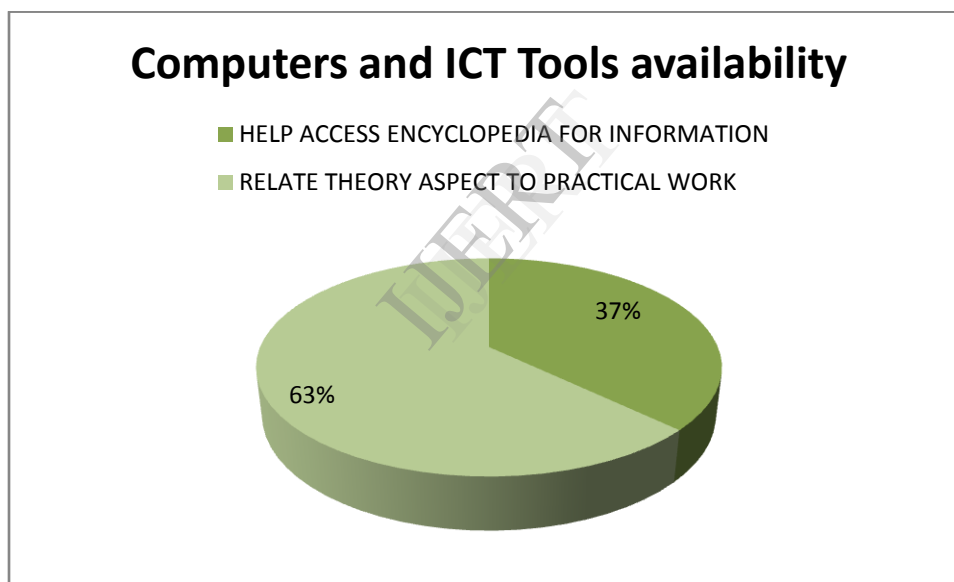 Computers and ICT Tools availability
HELP ACCESS ENCYCLOPEDIA FOR INFORMATION
RELATE THEORY ASPECT TO PRACTICAL WORK
IJERT
37%
63%